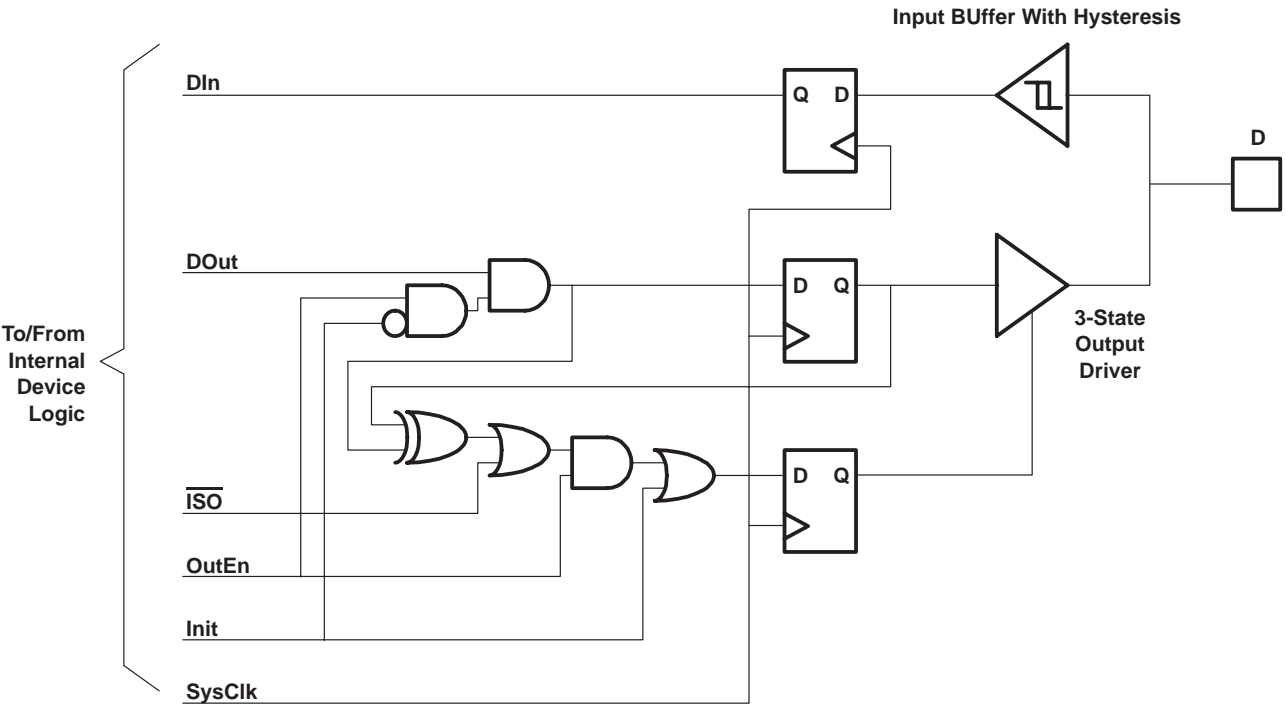 Input BUffer With Hysteresis
DIn
Q D
D
DOut
D Q
To/From
Internal
Device
Logic
3-State
Output
Driver
ISO
D Q
OutEn
Init
SysClk